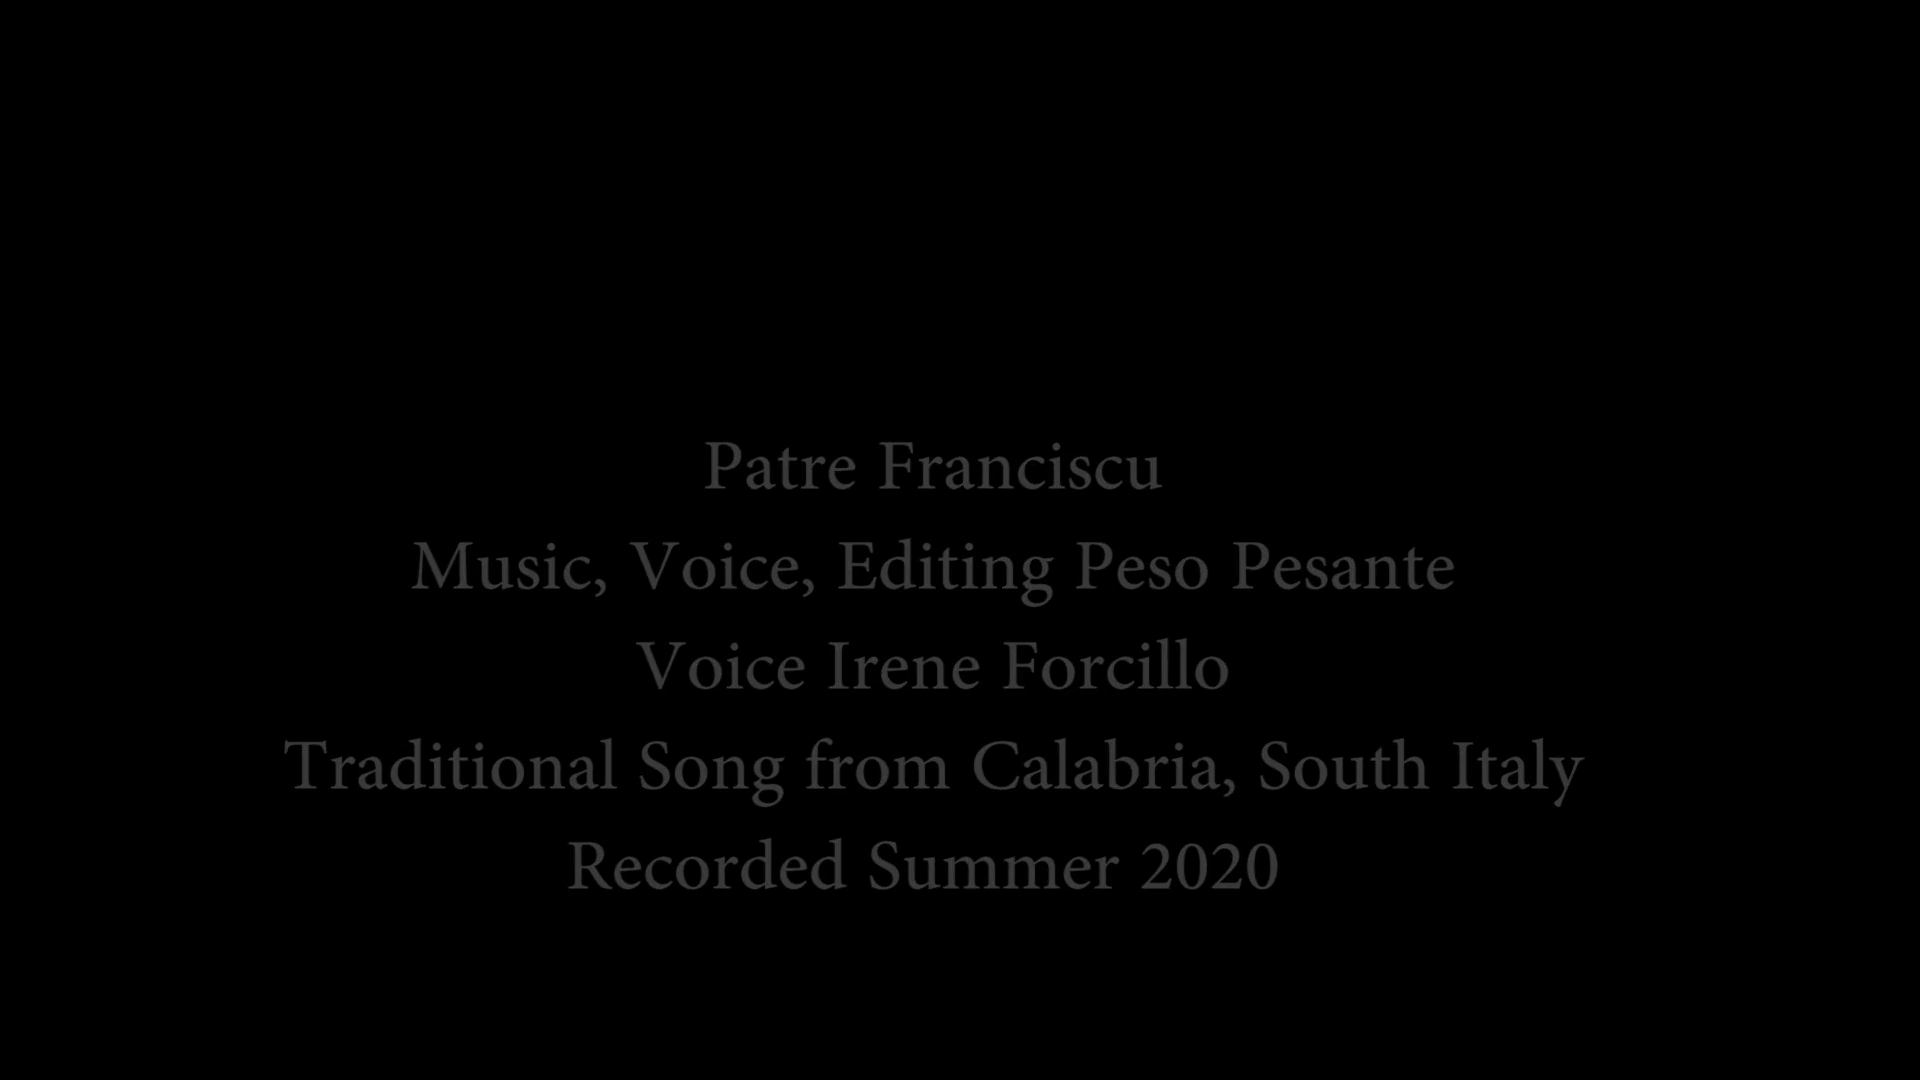 Patre Franciscu
Music, Voice, Editing Peso Pesante
Voice Irene Forcillo
Traditional Song from Calabria, South Italy
Recorded Summer 2020